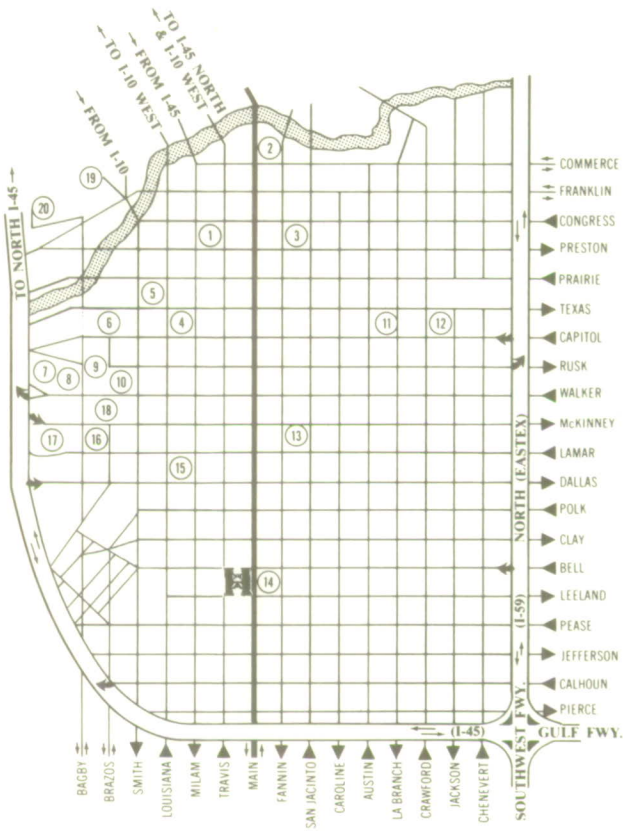 TO I-45 NORTH
& I-10 WEST
FROM I-45
TO I-10 WEST
FROM I-10
TO NORTH I-45
19
20
2
1
3
5
6
4
11
12
7
8
9
10
18
17
16
13
15
14
COMMERCE
FRANKLIN
CONGRESS
PRESTON
PRAIRIE
TEXAS
CAPITOL
RUSK
WALKER
McKINNEY
LAMAR
DALLAS
POLK
CLAY
BELL
LEELAND
PEASE
JEFFERSON
CALHOUN
PIERCE
NORTH (EASTEX)
(I-59)
SOUTHWEST FWY.
(I-45)
GULF FWY.
BAGBY
BRAZOS
SMITH
LOUISIANA
MILAM
TRAVIS
MAIN
FANNIN
SAN JACINTO
CAROLINE
AUSTIN
LA BRANCH
CRAWFORD
JACKSON
CHENEVERT